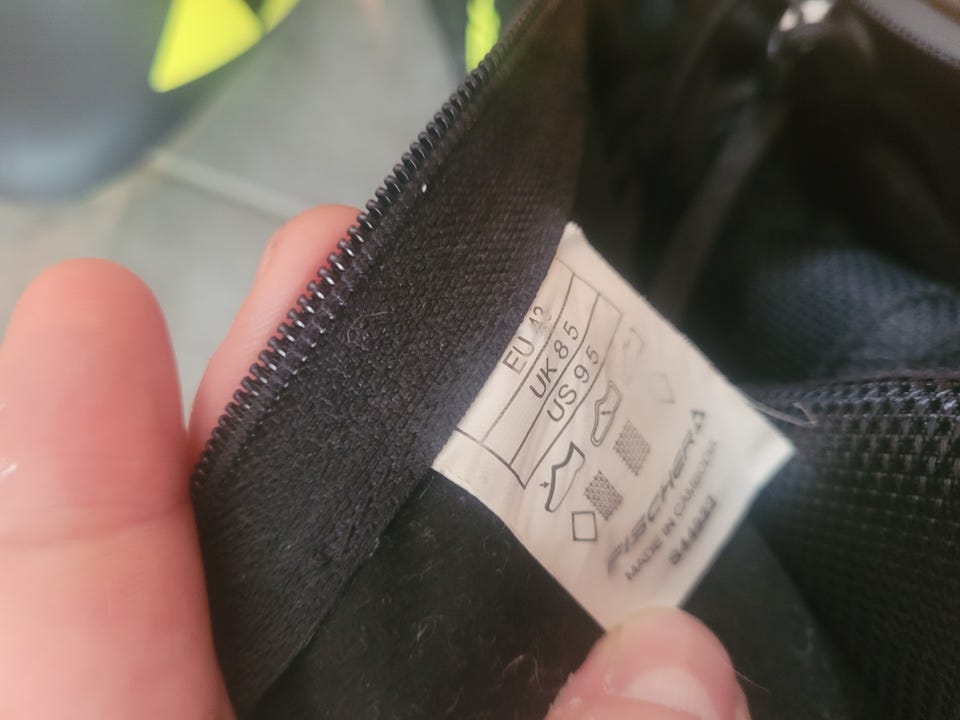 EU 43
UK 8 5
US 9 5
FISCHER
MADE IN CAMBODIA